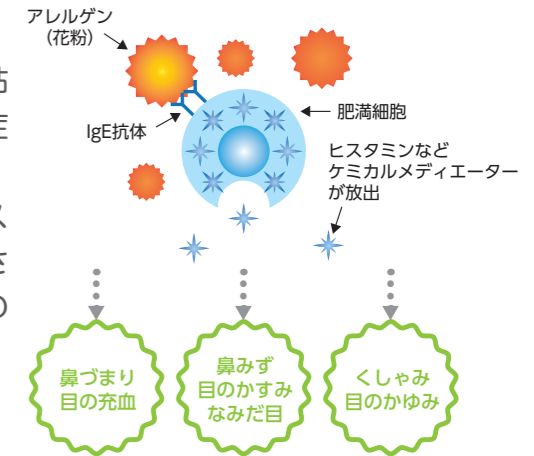 アレルゲン
（花粉）
IgE抗体
肥満細胞
ヒスタミンなど
ケミカルメディエーター
が放出
鼻づまり
目の充血
鼻みず
目のかすみ
なみだ目
くしゃみ
目のかゆみ